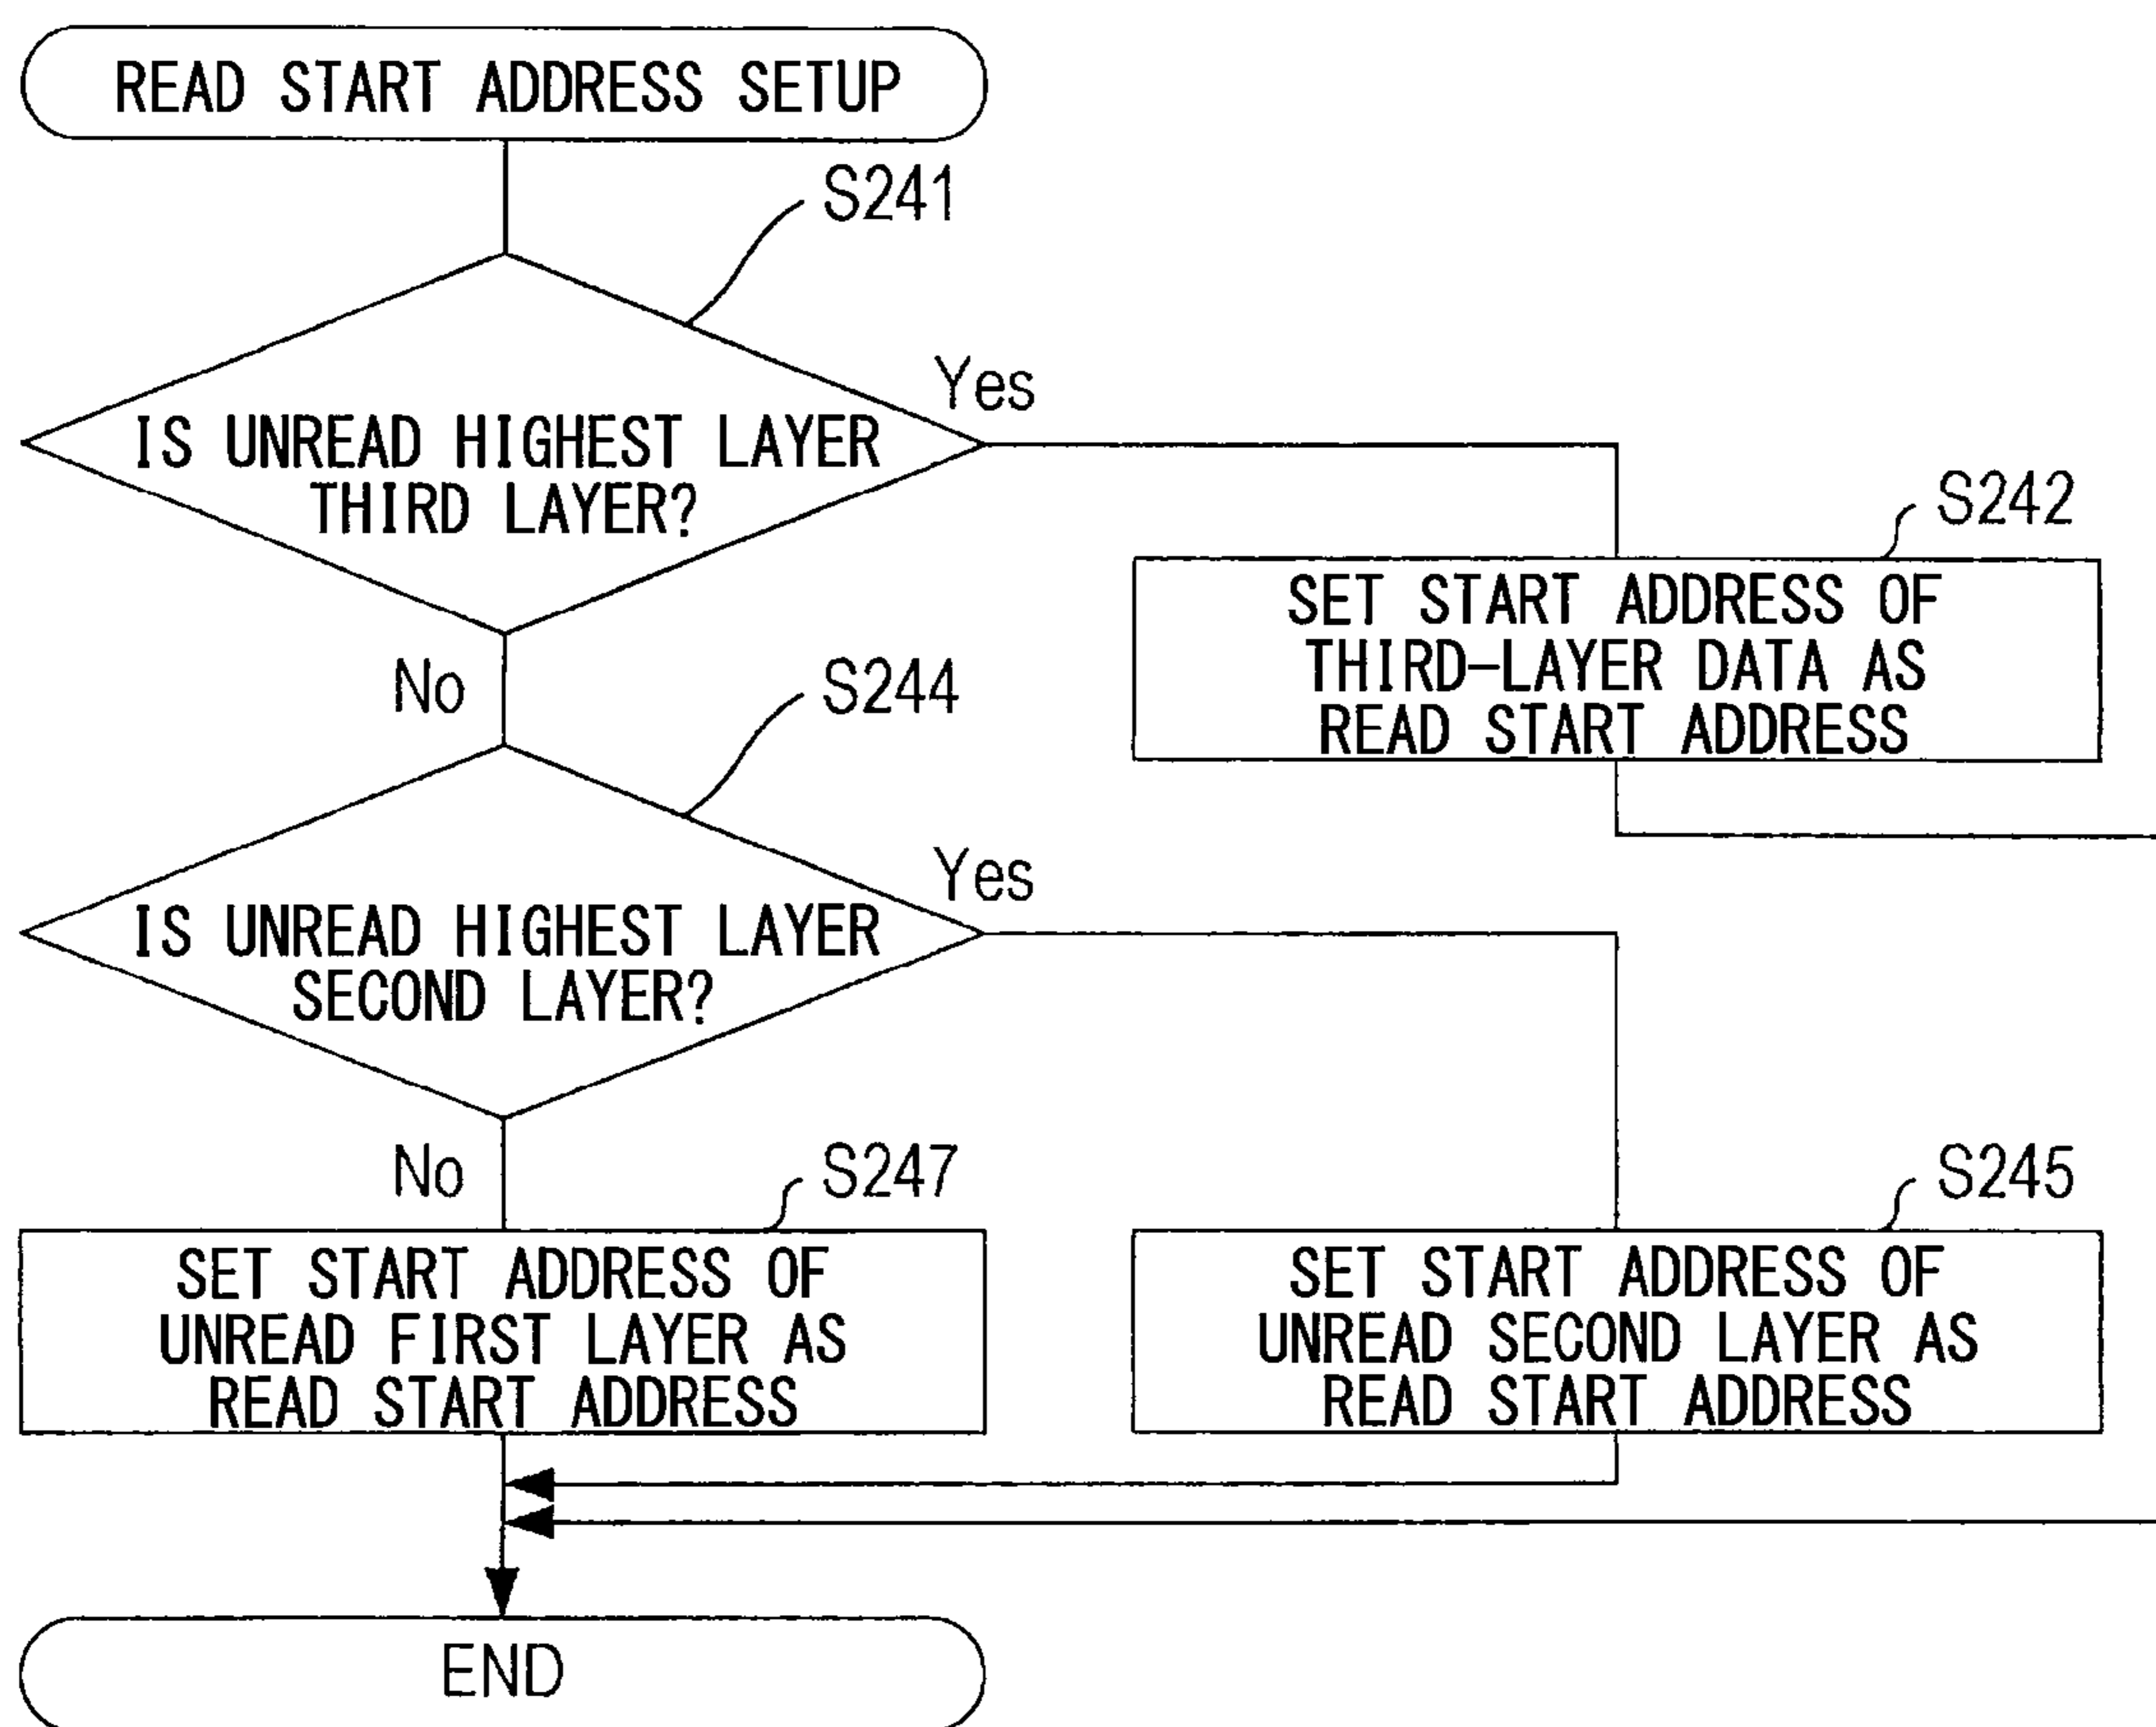 READ START ADDRESS SETUP
S241
Yes
IS UNREAD HIGHEST LAYER
THIRD LAYER?
S242
SET START ADDRESS OF
THIRD-LAYER DATA AS
READ START ADDRESS
No
S244
Yes
IS UNREAD HIGHEST LAYER
SECOND LAYER?
No
S247
SET START ADDRESS OF
UNREAD FIRST LAYER AS
READ START ADDRESS
S245
SET START ADDRESS OF
UNREAD SECOND LAYER AS
READ START ADDRESS
END